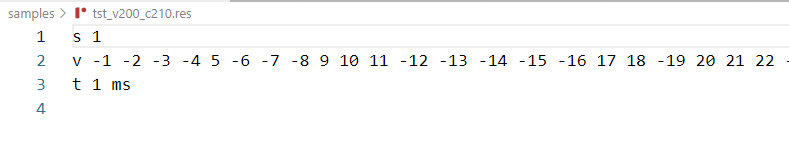 samples > tst_v200_c210.res
1 s 1
2 v -1 -2 -3 -4 5 -6 -7 -8 9 10 11 -12 -13 -14 -15 -16 17 18 -19 20 21 22 -
3 t 1 ms
4